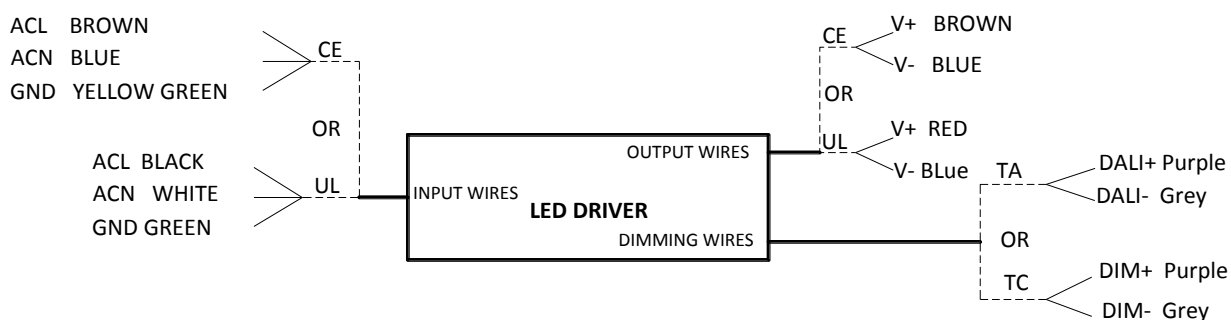 ACL BROWN
ACN BLUE
GND YELLOW GREEN
CE
OR
ACL BLACK
ACN WHITE
GND GREEN
UL
INPUT WIRES
OUTPUT WIRES
LED DRIVER
DIMMING WIRES
CE
V+ BROWN
V- BLUE
OR
UL
V+ RED
V- BLue
TA
DALI+ Purple
DALI- Grey
OR
TC
DIM+ Purple
DIM- Grey